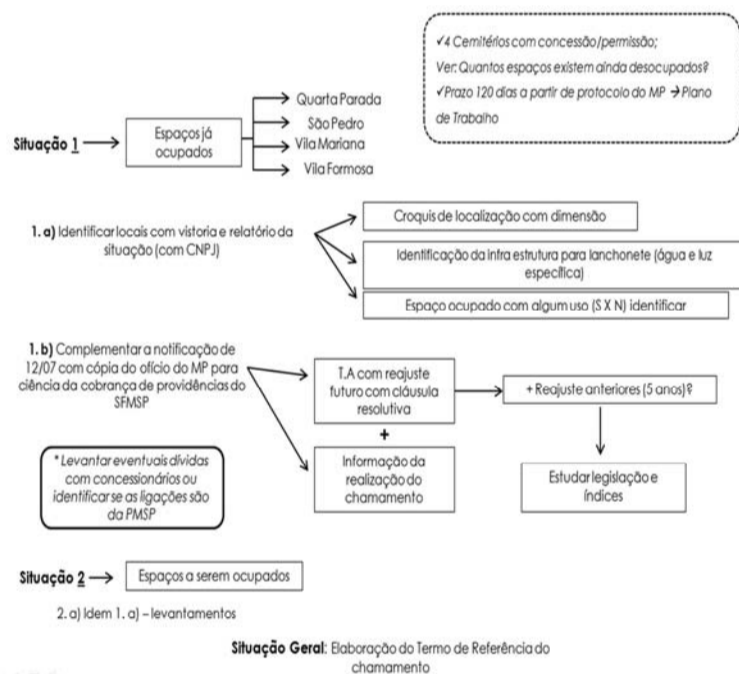 ✓4 Cemitérios com concessão/permissão;
Ver: Quantos espaços existem ainda desocupados?
✓Prazo 120 dias a partir de protocolo do MP → Plano
de Trabalho
Situação 1
Espaços já
ocupados
Quarta Parada
São Pedro
Vila Mariana
Vila Formosa
1. a) Identificar locais com vistoria e relatório da
situação (com CNPJ)
Croquis de localização com dimensão
Identificação da infra estrutura para lanchonete (água e luz
específica)
Espaço ocupado com algum uso (S X N) identificar
1.b) Complementar a notificação de
12/07 com cópia do ofício do MP para
ciência da cobrança de providências do
SFMSP
T.A com reajuste
futuro com cláusula
resolutiva
+
Informação da
realização do
chamamento
+ Reajuste anteriores (5 anos)?
Estudar legislação e
índices
* Levantar eventuais dívidas
com concessionários ou
identificar se as ligações são
da PMSP
Situação 2
Espaços a serem ocupados
2. a) Idem 1. a) – levantamentos
Situação Geral: Elaboração do Termo de Referência do
chamamento